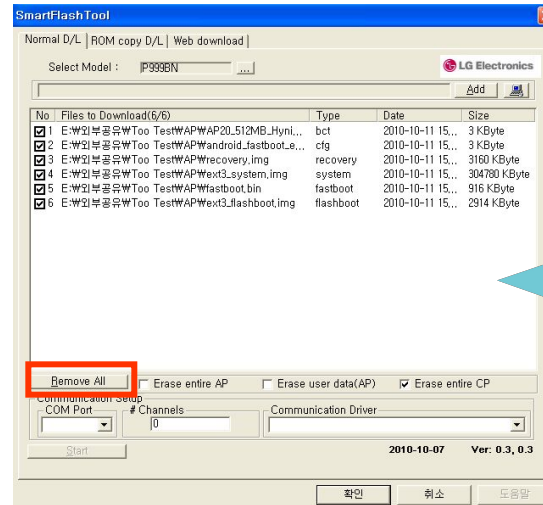 SmartFlashTool
Normal D/L ROM copy D/L Web download
Select Model : P999BN ... LG Electronics
Add
No Files to Download(6/6) Type Date Size
1 E:₩외부공유₩Too Test₩AP₩AP20_512MB_Hyni,,, bct 2010-10-11 15,,, 3 KByte
2 E:₩외부공유₩Too Test₩AP₩android_fastboot_e,,, cfg 2010-10-11 15,,, 3 KByte
3 E:₩외부공유₩Too Test₩AP₩recovery,img recovery 2010-10-11 15,,, 3160 KByte
4 E:₩외부공유₩Too Test₩AP₩ext3_system,img system 2010-10-11 15,,, 304780 KByte
5 E:₩외부공유₩Too Test₩AP₩fastboot,bin fastboot 2010-10-11 15,,, 916 KByte
6 E:₩외부공유₩Too Test₩AP₩ext3_flashboot,img flashboot 2010-10-11 15,,, 2914 KByte
Remove All Erase entire AP Erase user data(AP) Erase entire CP
Communication Setup
COM Port # Channels Communication Driver
0
Start 2010-10-07 Ver: 0.3, 0.3
확인 취소 도움말